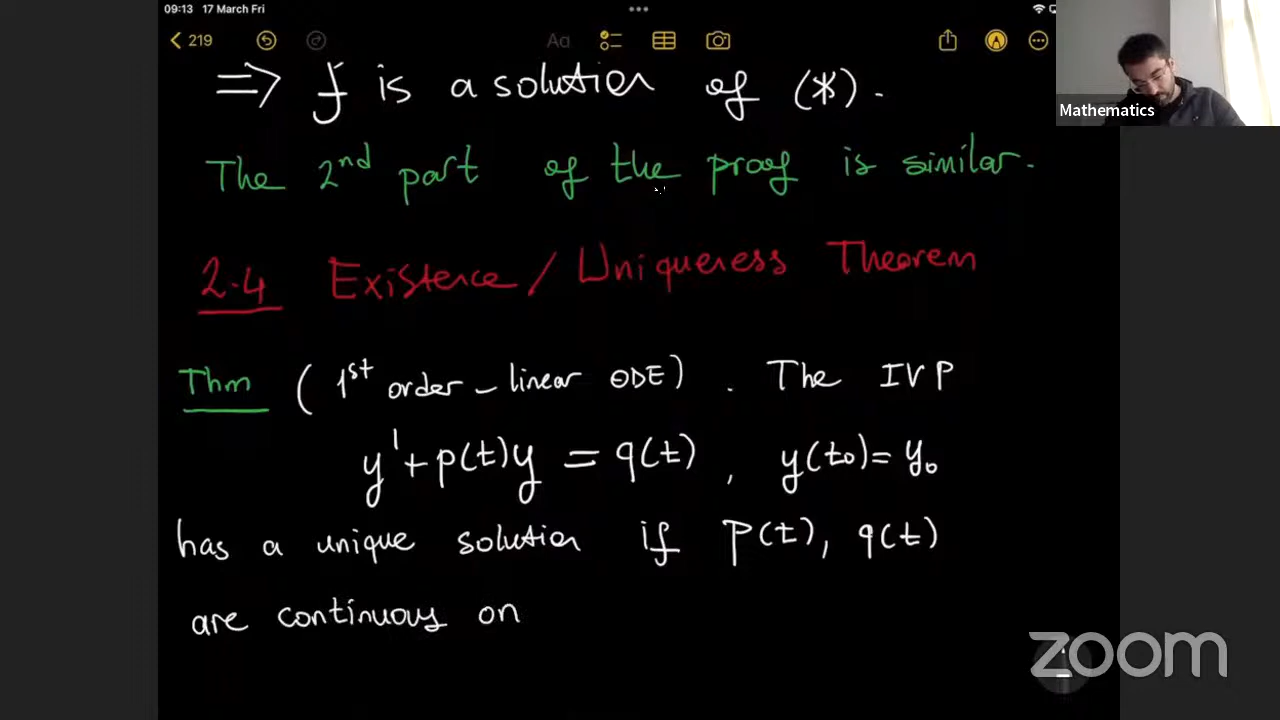 09:13 17 March Fri
219
Aa
Mathematics
=> f is a solution of (*).
The 2nd part of the proof is similar.
2.4 Existence / Uniqueness Theorem
Thm (1st order - linear ODE). The IVP
y' + p(t)y = q(t), y(t₀) = y₀
has a unique solution if p(t), q(t)
are continuous on
zoom